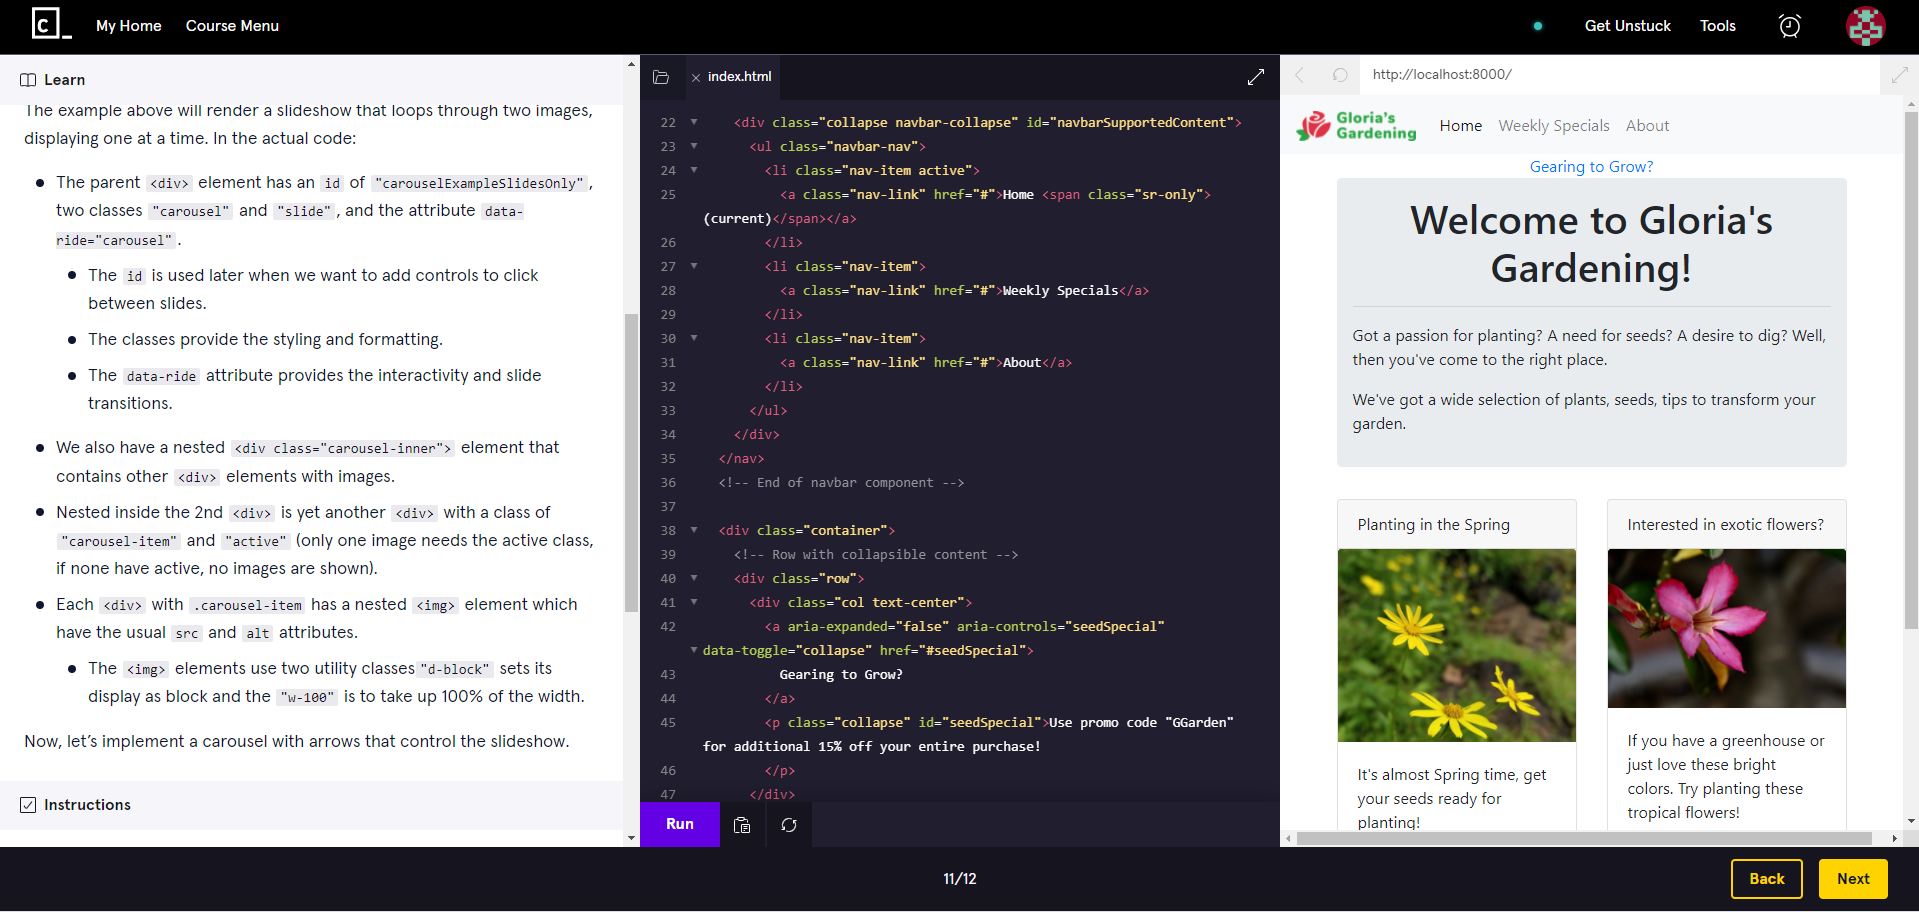 C_ My Home Course Menu Get Unstuck Tools
Learn
The example above will render a slideshow that loops through two images,
displaying one at a time. In the actual code:
The parent <div> element has an id of "carouselExampleSlidesOnly",
two classes "carousel" and "slide", and the attribute data-
ride="carousel".
The id is used later when we want to add controls to click
between slides.
The classes provide the styling and formatting.
The data-ride attribute provides the interactivity and slide
transitions.
We also have a nested <div class="carousel-inner"> element that
contains other <div> elements with images.
Nested inside the 2nd <div> is yet another <div> with a class of
"carousel-item" and "active" (only one image needs the active class,
if none have active, no images are shown).
Each <div> with .carousel-item has a nested <img> element which
have the usual src and alt attributes.
The <img> elements use two utility classes "d-block" sets its
display as block and the "w-100" is to take up 100% of the width.
Now, let's implement a carousel with arrows that control the slideshow.
Instructions
index.html
22 <div class="collapse navbar-collapse" id="navbarSupportedContent">
23 <ul class="navbar-nav">
24 <li class="nav-item active">
25 <a class="nav-link" href="#">Home <span class="sr-only">
(current)</span></a>
26 </li>
27 <li class="nav-item">
28 <a class="nav-link" href="#">Weekly Specials</a>
29 </li>
30 <li class="nav-item">
31 <a class="nav-link" href="#">About</a>
32 </li>
33 </ul>
34 </div>
35 </nav>
36 <!-- End of navbar component -->
37
38 <div class="container">
39 <!-- Row with collapsible content -->
40 <div class="row">
41 <div class="col text-center">
42 <a aria-expanded="false" aria-controls="seedSpecial"
data-toggle="collapse" href="#seedSpecial">
43 Gearing to Grow?
44 </a>
45 <p class="collapse" id="seedSpecial">Use promo code "GGarden"
for additional 15% off your entire purchase!
46 </p>
47 </div>
Run
http://localhost:8000/
Gloria's
Gardening
Home Weekly Specials About
Gearing to Grow?
Welcome to Gloria's
Gardening!
Got a passion for planting? A need for seeds? A desire to dig? Well,
then you've come to the right place.
We've got a wide selection of plants, seeds, tips to transform your
garden.
Planting in the Spring
It's almost Spring time, get
your seeds ready for
planting!
Interested in exotic flowers?
If you have a greenhouse or
just love these bright
colors. Try planting these
tropical flowers!
11/12
Back Next